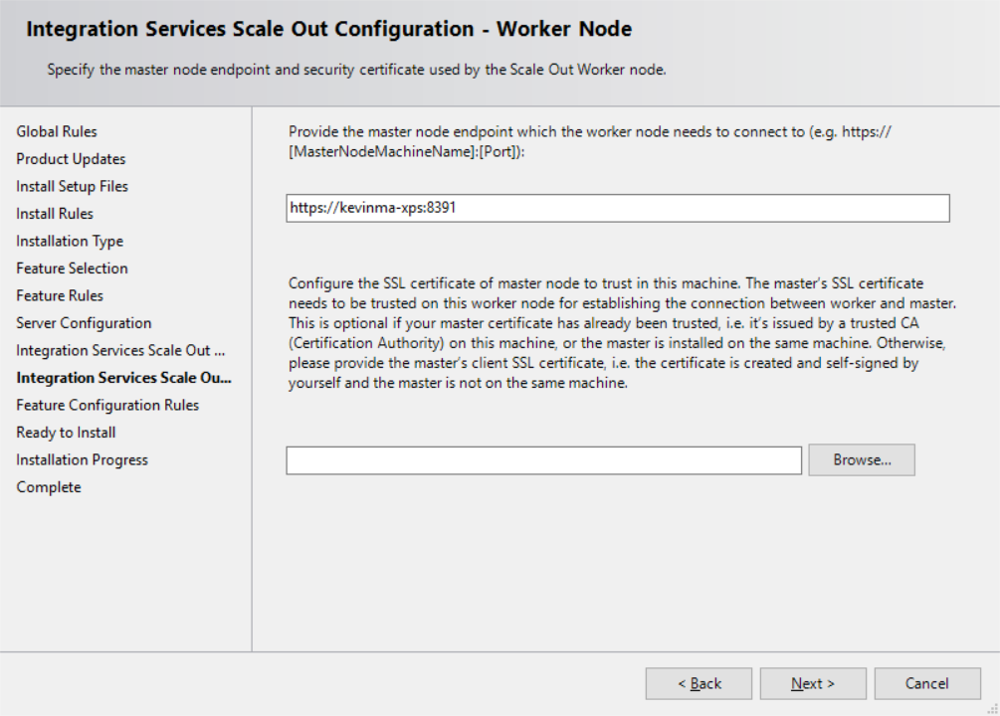 Integration Services Scale Out Configuration - Worker Node
Specify the master node endpoint and security certificate used by the Scale Out Worker node.
Global Rules
Product Updates
Install Setup Files
Install Rules
Installation Type
Feature Selection
Feature Rules
Server Configuration
Integration Services Scale Out ...
Integration Services Scale Ou...
Feature Configuration Rules
Ready to Install
Installation Progress
Complete
Provide the master node endpoint which the worker node needs to connect to (e.g. https://
[MasterNodeMachineName]:[Port]):
https://kevinma-xps:8391
Configure the SSL certificate of master node to trust in this machine. The master's SSL certificate
needs to be trusted on this worker node for establishing the connection between worker and master.
This is optional if your master certificate has already been trusted, i.e. it's issued by a trusted CA
(Certification Authority) on this machine, or the master is installed on the same machine. Otherwise,
please provide the master's client SSL certificate, i.e. the certificate is created and self-signed by
yourself and the master is not on the same machine.
Browse...
< Back
Next >
Cancel